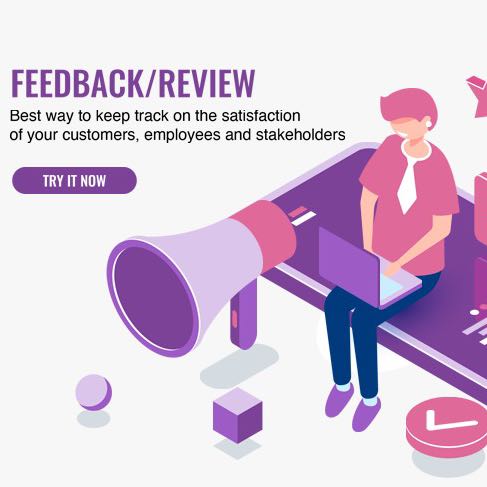 FEEDBACK/REVIEW
Best way to keep track on the satisfaction
of your customers, employees and stakeholders
TRY IT NOW